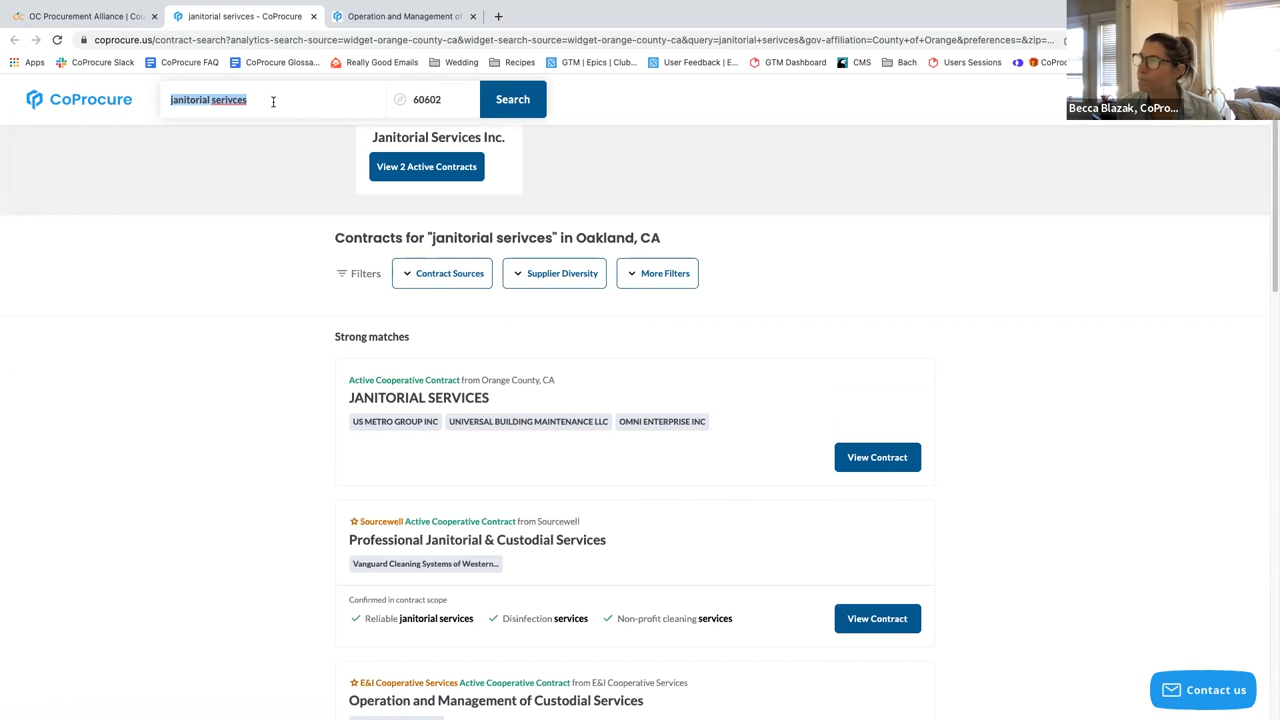 OC Procurement Alliance | Cou
janitorial serivces - CoProcure
Operation and Management of
coprocure.us/contract-search?analytics-search-source=widget-orange-county-ca&widget-search-source=widget-orange-county-ca&query=janitorial+serivces&gov-affiliation=County+of+Orange&preferences=&zip=...
Apps CoProcure Slack CoProcure FAQ CoProcure Glossa... Really Good Emails Wedding Recipes GTM | Epics | Club... User Feedback | E... GTM Dashboard CMS Bach Users Sessions CoPro
CoProcure janitorial serivces 60602 Search
Becca Blazak, CoPro...
Janitorial Services Inc.
View 2 Active Contracts
Contracts for "janitorial serivces" in Oakland, CA
Filters Contract Sources Supplier Diversity More Filters
Strong matches
Active Cooperative Contract from Orange County, CA
JANITORIAL SERVICES
US METRO GROUP INC UNIVERSAL BUILDING MAINTENANCE LLC OMNI ENTERPRISE INC
View Contract
Sourcewell Active Cooperative Contract from Sourcewell
Professional Janitorial & Custodial Services
Vanguard Cleaning Systems of Western...
Confirmed in contract scope
Reliable janitorial services Disinfection services Non-profit cleaning services
View Contract
E&I Cooperative Services Active Cooperative Contract from E&I Cooperative Services
Operation and Management of Custodial Services
Contact us